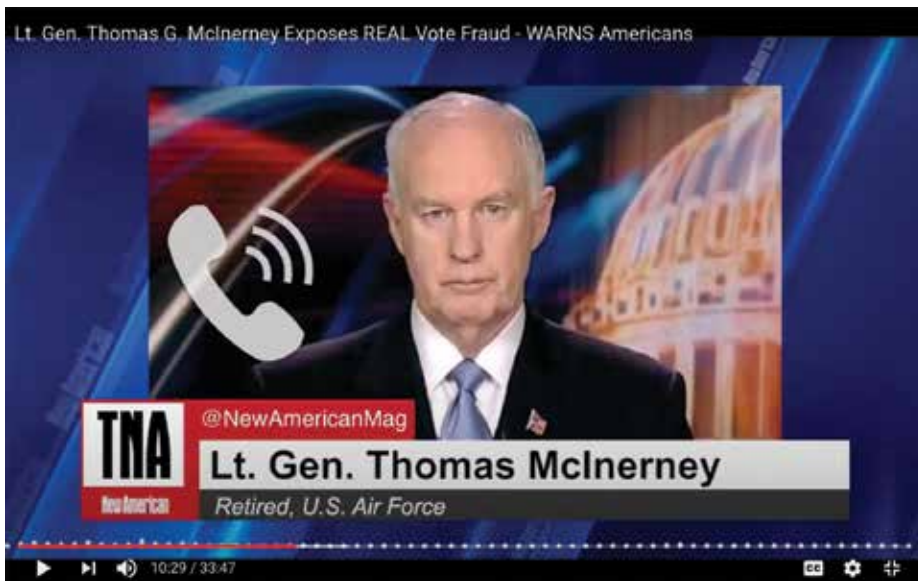 Lt. Gen. Thomas G. McInerney Exposes REAL Vote Fraud - WARNS Americans
TNA
New American
@NewAmericanMag
Lt. Gen. Thomas McInerney
Retired, U.S. Air Force
10:29 / 33:47
CC